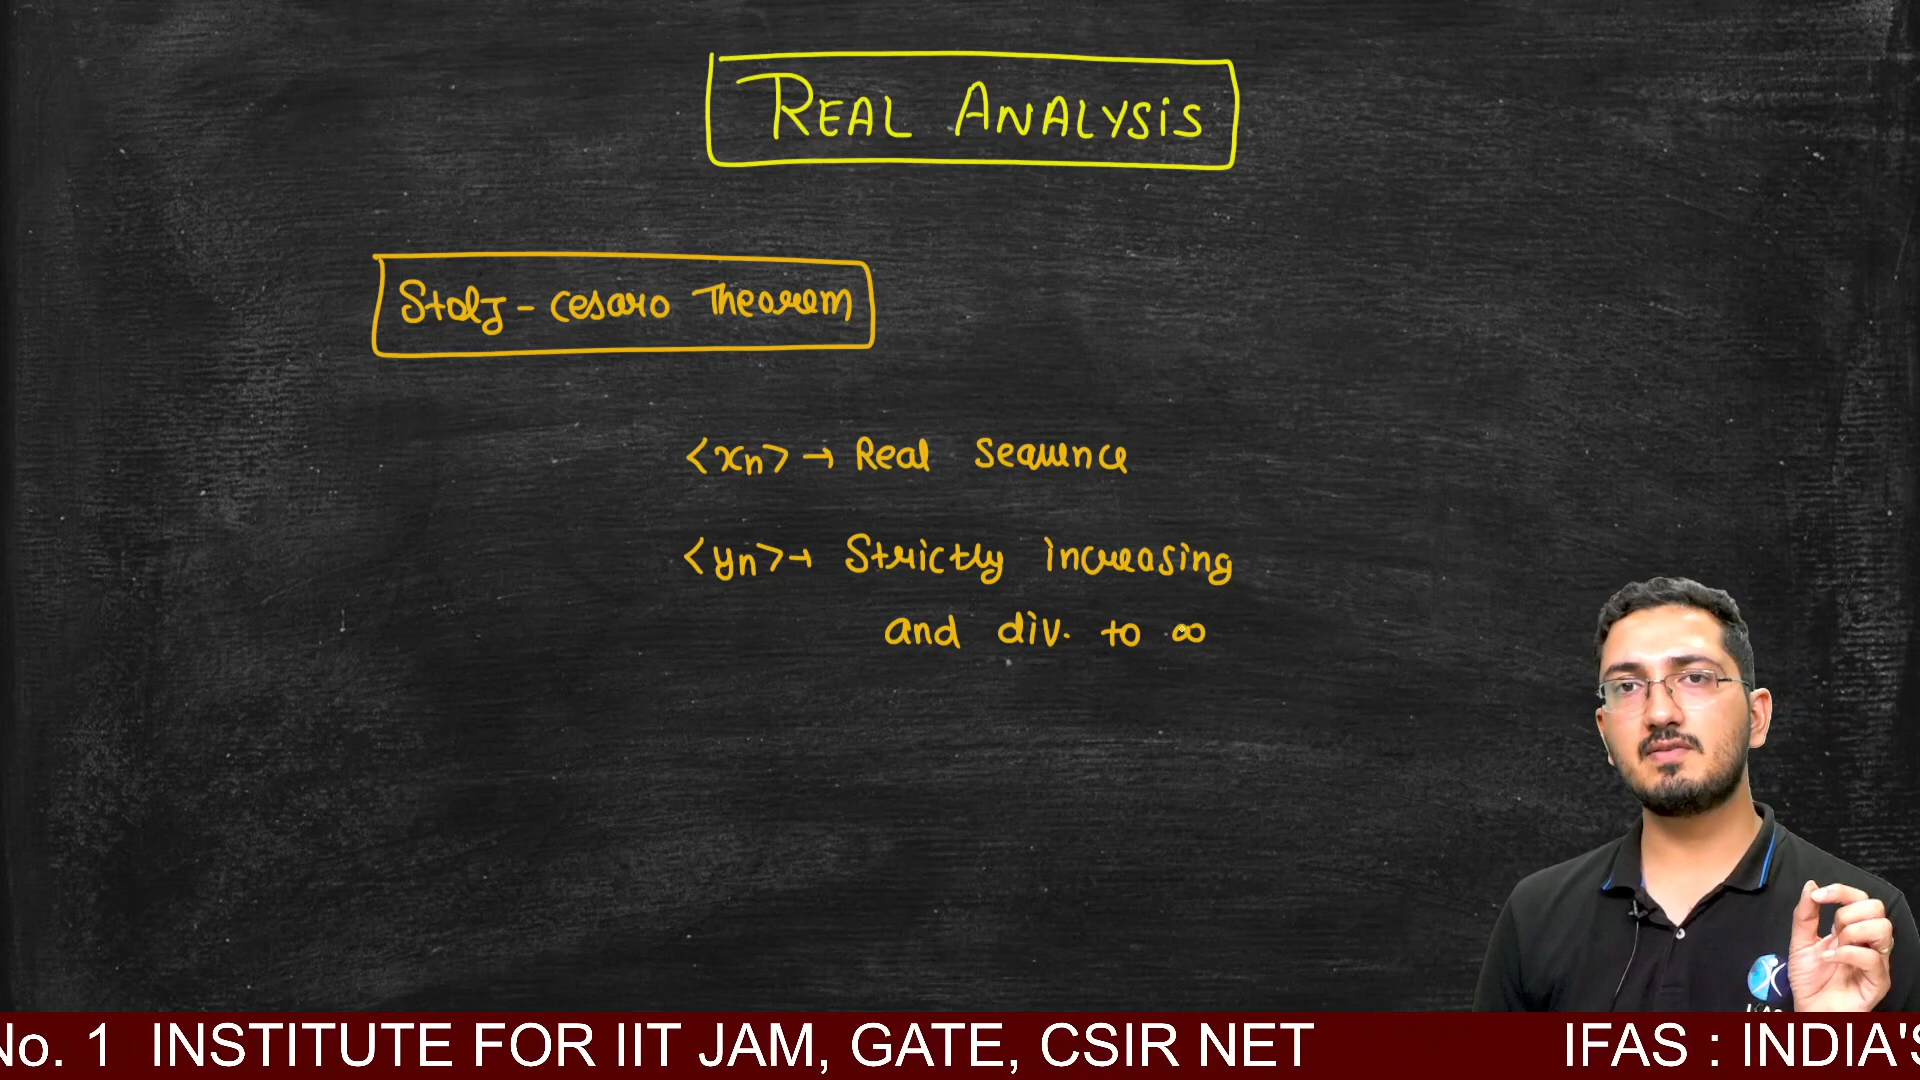 REAL ANALYSIS
Stolz - Cesaro Theorem
<xn> → Real Sequence
<yn> → Strictly increasing
and div. to ∞
No. 1 INSTITUTE FOR IIT JAM, GATE, CSIR NET IFAS : INDIA'S